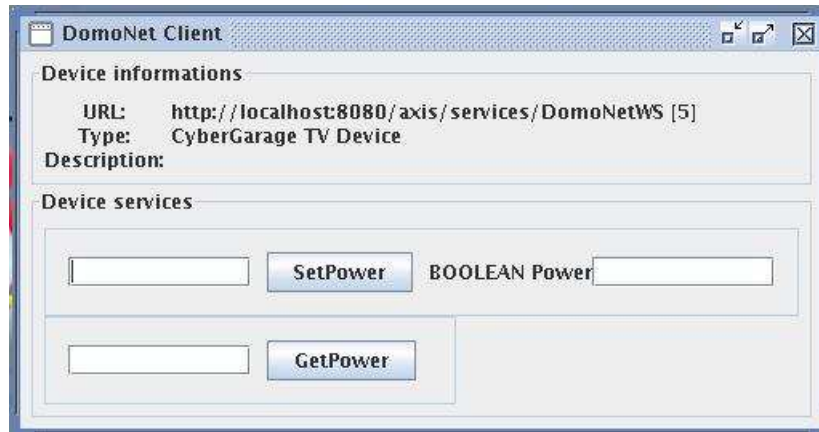 DomoNet Client
Device informations
URL: http://localhost:8080/axis/services/DomoNetWS [5]
Type: CyberGarage TV Device
Description:
Device services
SetPower BOOLEAN Power
GetPower